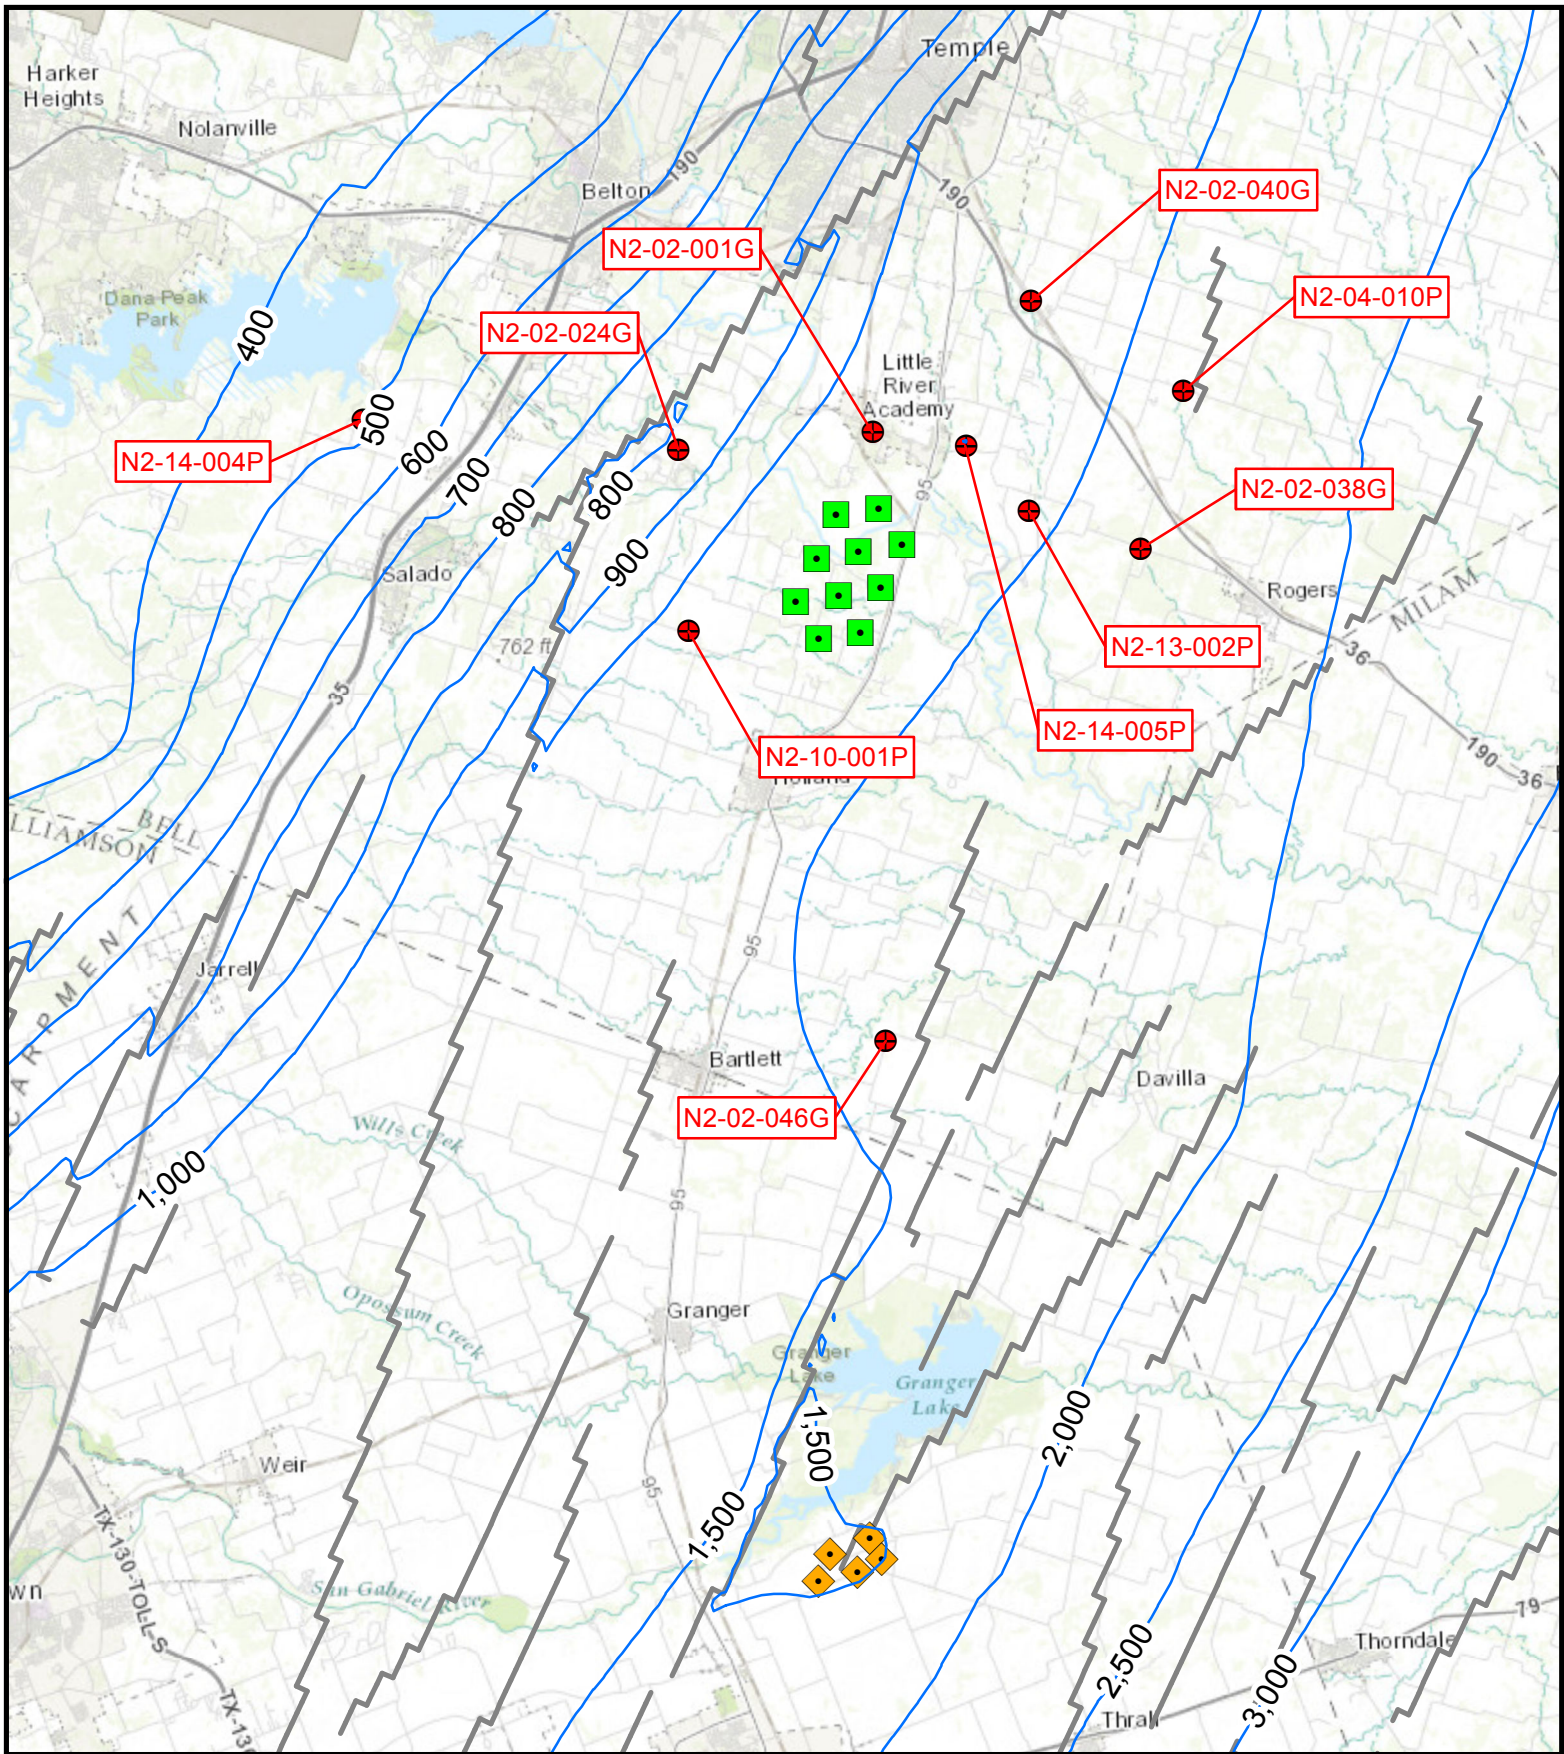 Temple
Harker
Heights
Nolanville
190
Belton
190
N2-02-040G
N2-02-001G
Dana Peak
Park
N2-04-010P
400
N2-02-024G
Little
River
Academy
500
N2-14-004P
600
700
800
800
95
N2-02-038G
900
Salado
Rogers
MILAM
762 ft
N2-13-002P
36
35
N2-14-005P
N2-10-001P
Holland
190
36
BELL
LLIAMSON
CARPMENT
95
Jarrell
Bartlett
Davilla
N2-02-046G
Willis Creek
1,000
95
Opossum Creek
Granger
Granger
Lake
Granger
Lake
1,500
2,000
Weir
95
1,500
TX-130-TOLL-S
wn
San Gabriel River
79
Thorndale
2,500
3,000
TX-130
Thrall